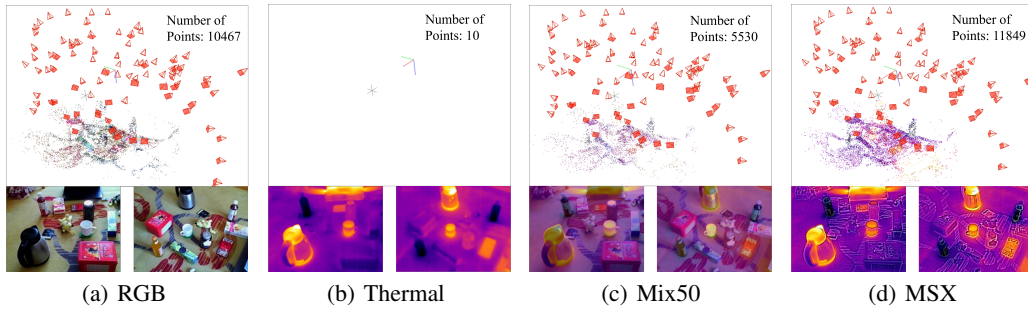 Number of
Points: 10467
Number of
Points: 10
Number of
Points: 5530
Number of
Points: 11849
(a) RGB
(b) Thermal
(c) Mix50
(d) MSX